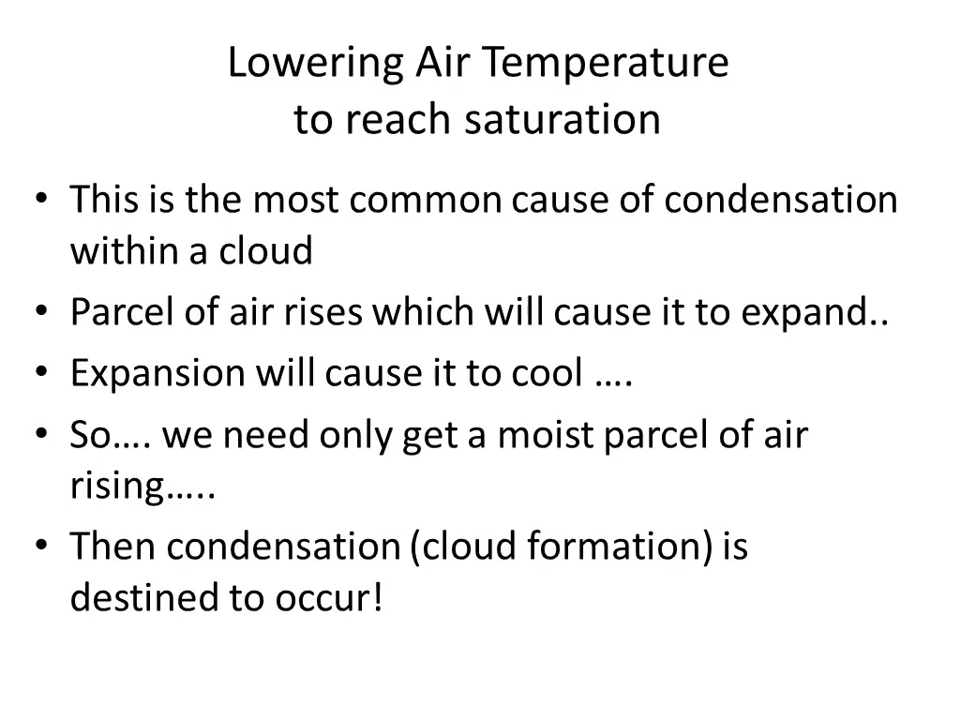 Lowering Air Temperature
to reach saturation
• This is the most common cause of condensation
within a cloud
• Parcel of air rises which will cause it to expand..
• Expansion will cause it to cool ….
• So…. we need only get a moist parcel of air
rising…..
• Then condensation (cloud formation) is
destined to occur!